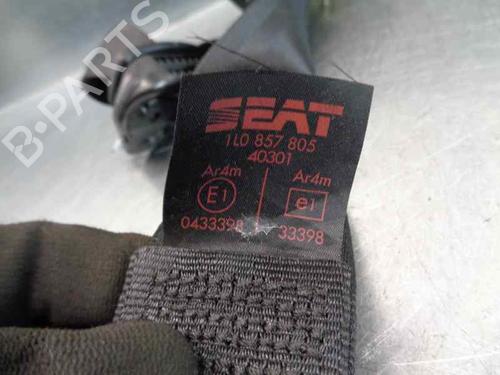 SEAT
1L0 857 805
40301
Ar4m Ar4m
E1 e1
0433398 33398
B-PARTS